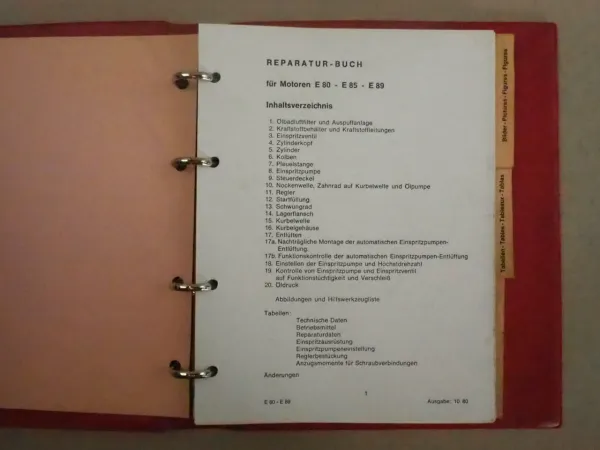 REPARATUR-BUCH
für Motoren E 80 - E 85 - E 89
Inhaltsverzeichnis
1. Ölbadluftfilter und Auspuffanlage
2. Kraftstoffbehälter und Kraftstoffleitungen
3. Einspritzventil
4. Zylinderkopf
5. Zylinder
6. Kolben
7. Pleuelstange
8. Einspritzpumpe
9. Steuerdeckel
10. Nockenwelle, Zahnrad auf Kurbelwelle und Ölpumpe
11. Regler
12. Startfüllung
13. Schwungrad
14. Lagerflansch
15. Kurbelwelle
16. Kurbelgehäuse
17. Entlüften
17a. Nachträgliche Montage der automatischen Einspritzpumpen-
Entlüftung.
17b. Funktionskontrolle der automatischen Einspritzpumpen-Entlüftung
18. Einstellen der Einspritzpumpe und Hochstdrehzahl
19. Kontrolle von Einspritzpumpe und Einspritzventil
auf Funktionstüchtigkeit und Verschleiß
20. Öldruck
Abbildungen und Hilfswerkzeugliste
Tabellen:
Technische Daten
Betriebsmittel
Reparaturdaten
Einspritzausrüstung
Einspritzpumpeneinstellung
Reglerbestückung
Anzugsmomente für Schraubverbindungen
Änderungen
1
E 80 - E 89
Ausgabe: 10 80
Bilder - Pictures - Figures - Figuras
Tabellen - Tables - Tableaux - Tablas